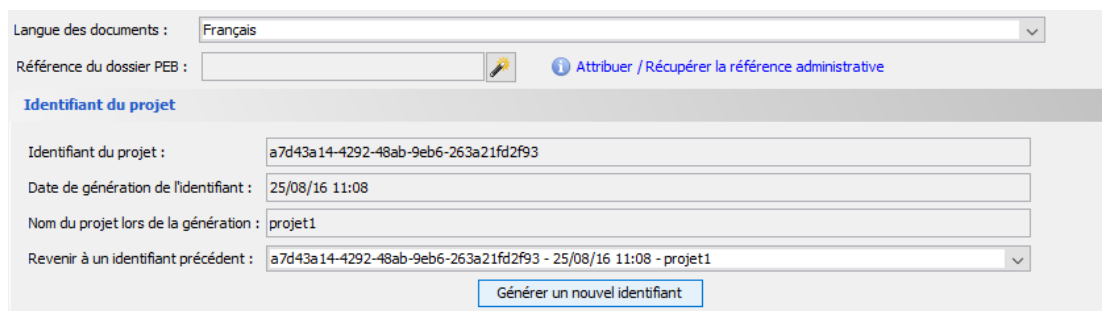 Langue des documents : Français
Référence du dossier PEB : Attribuer / Récupérer la référence administrative
Identifiant du projet
Identifiant du projet : a7d43a14-4292-48ab-9eb6-263a21fd2f93
Date de génération de l'identifiant : 25/08/16 11:08
Nom du projet lors de la génération : projet1
Revenir à un identifiant précédent : a7d43a14-4292-48ab-9eb6-263a21fd2f93 - 25/08/16 11:08 - projet1
Générer un nouvel identifiant